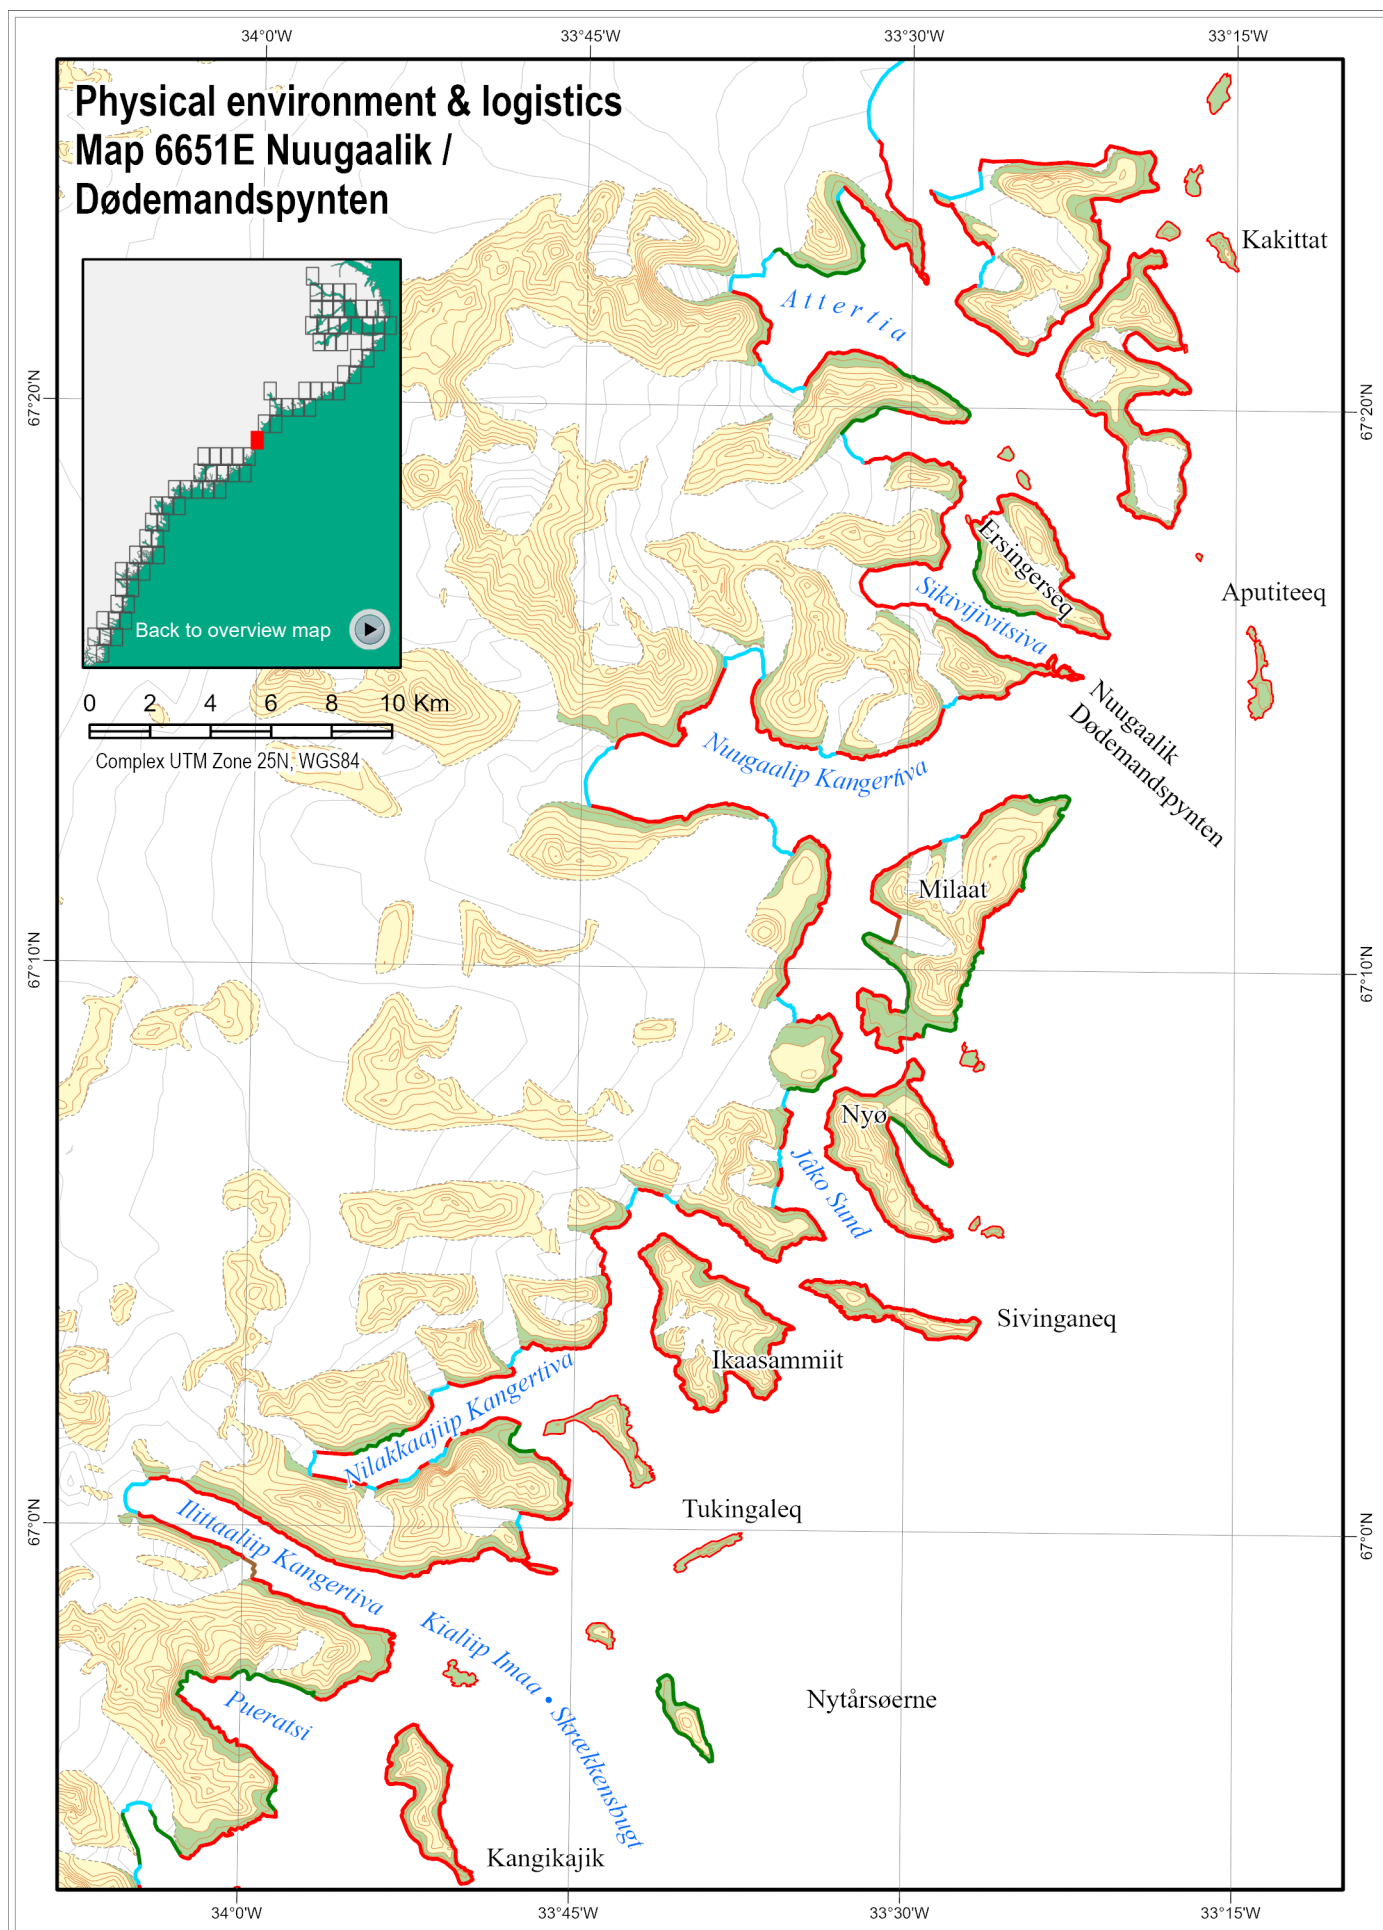 34°0'W 33°45'W 33°30'W 33°15'W
Physical environment & logistics
Map 6651E Nuugaalik /
Dødemandspynten
Kakittat
Attertia
67°20'N 67°20'N
Ersingerseq
Sikivijivitsiva
Aputiteeq
Back to overview map
0 2 4 6 8 10 Km
Complex UTM Zone 25N, WGS84
Nuugaalik
Dødemandspynten
Nuugaalip Kangertiva
Milaat
67°10'N 67°10'N
Nyø
Jâko Sund
Sivinganeq
Ikaasammiit
Nilakkaajiip Kangertiva
Tukingaleq
67°0'N 67°0'N
Ilittaaliip Kangertiva
Kialiip Imaa • Skrækkensbugt
Pueratsi
Nytårsøerne
Kangikajik
34°0'W 33°45'W 33°30'W 33°15'W